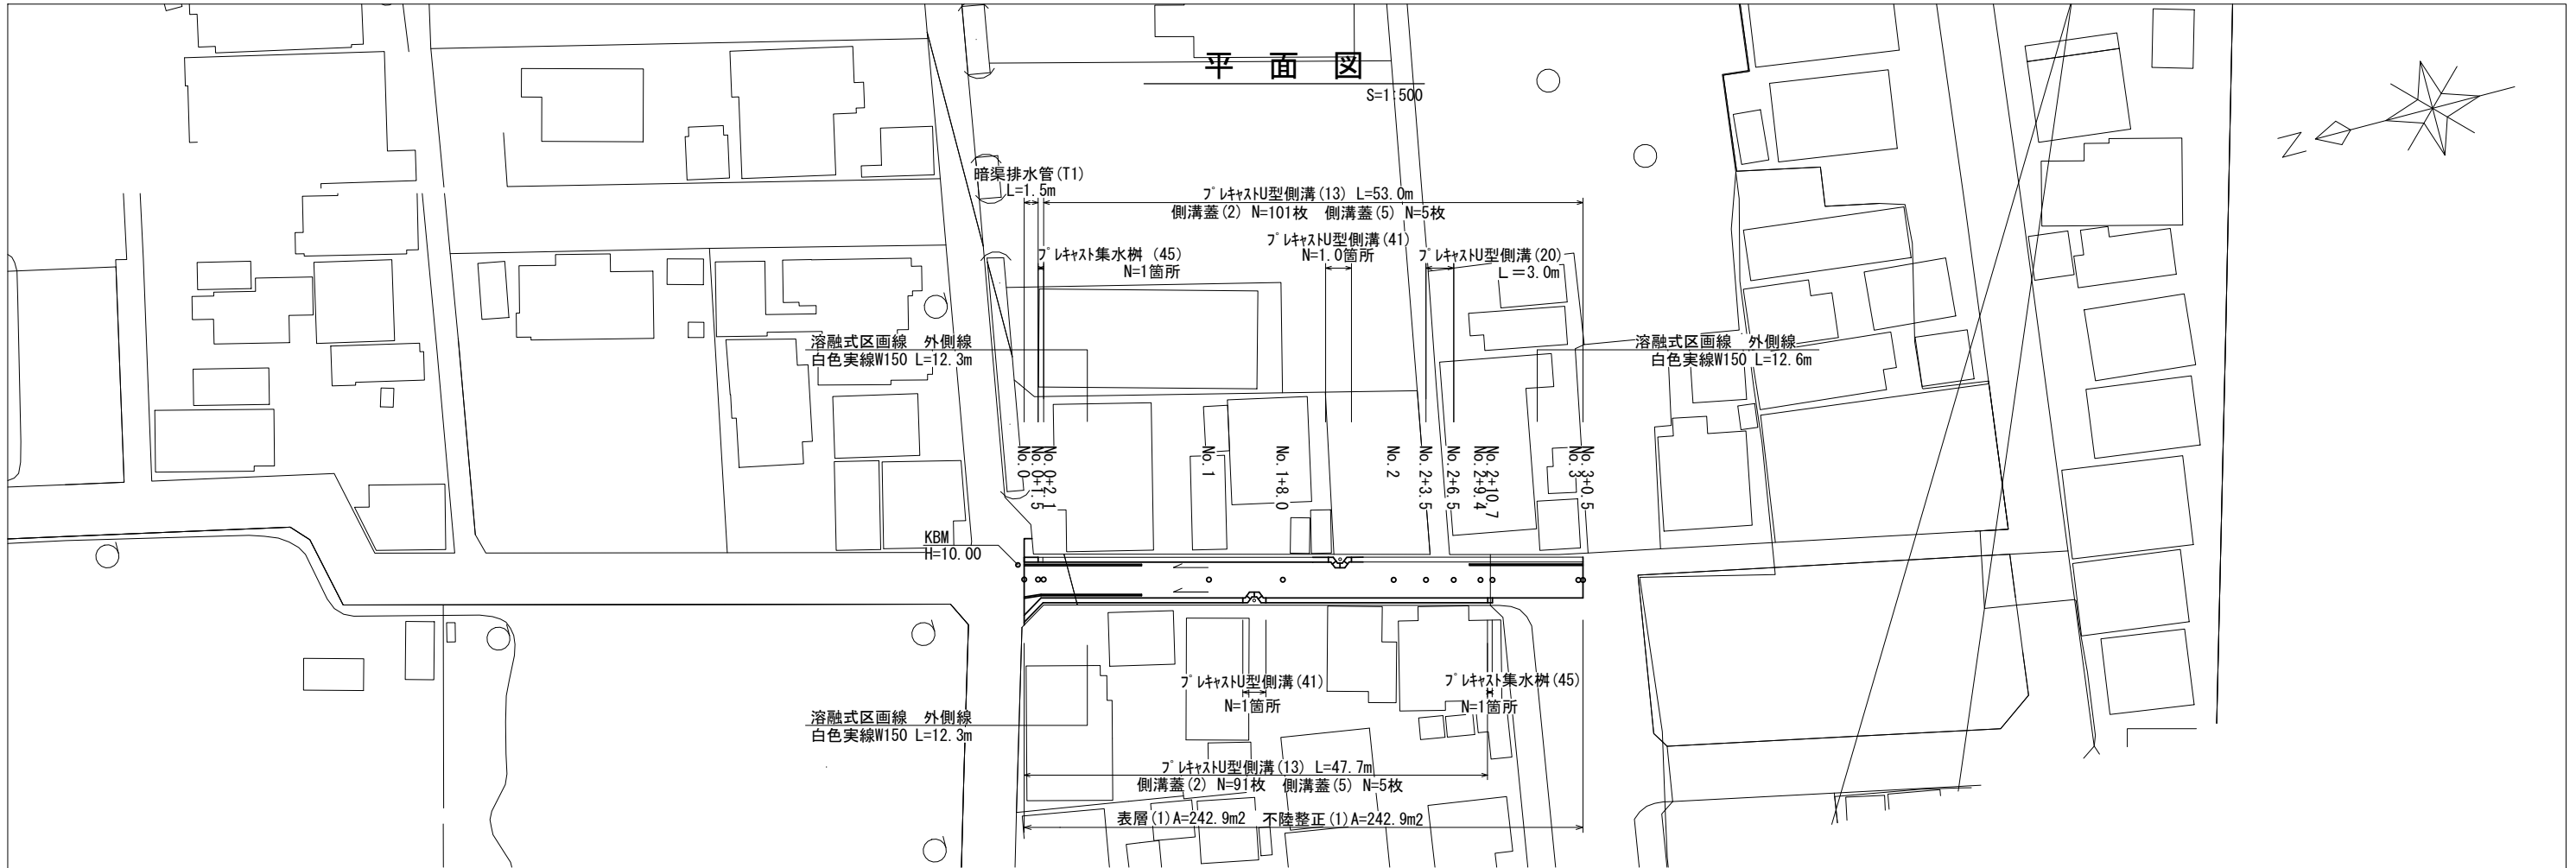 平 面 図
S=1:500
N
暗渠排水管(T1)
L=1.5m
プレキャストU型側溝(13) L=53.0m
側溝蓋(2) N=101枚 側溝蓋(5) N=5枚
プレキャスト集水桝 (45)
N=1箇所
プレキャストU型側溝(41)
N=1.0箇所
プレキャストU型側溝(20)
L=3.0m
溶融式区画線 外側線
白色実線W150 L=12.3m
溶融式区画線 外側線
白色実線W150 L=12.6m
No.0
No.0+1.5
No.0+2.1
No.1
No.1+8.0
No.2
No.2+3.5
No.2+6.5
No.2+9.4
No.2+10.7
No.3
No.3+0.5
KBM
H=10.00
プレキャストU型側溝(41)
N=1箇所
プレキャスト集水桝(45)
N=1箇所
溶融式区画線 外側線
白色実線W150 L=12.3m
プレキャストU型側溝(13) L=47.7m
側溝蓋(2) N=91枚 側溝蓋(5) N=5枚
表層(1)A=242.9m2 不陸整正(1)A=242.9m2